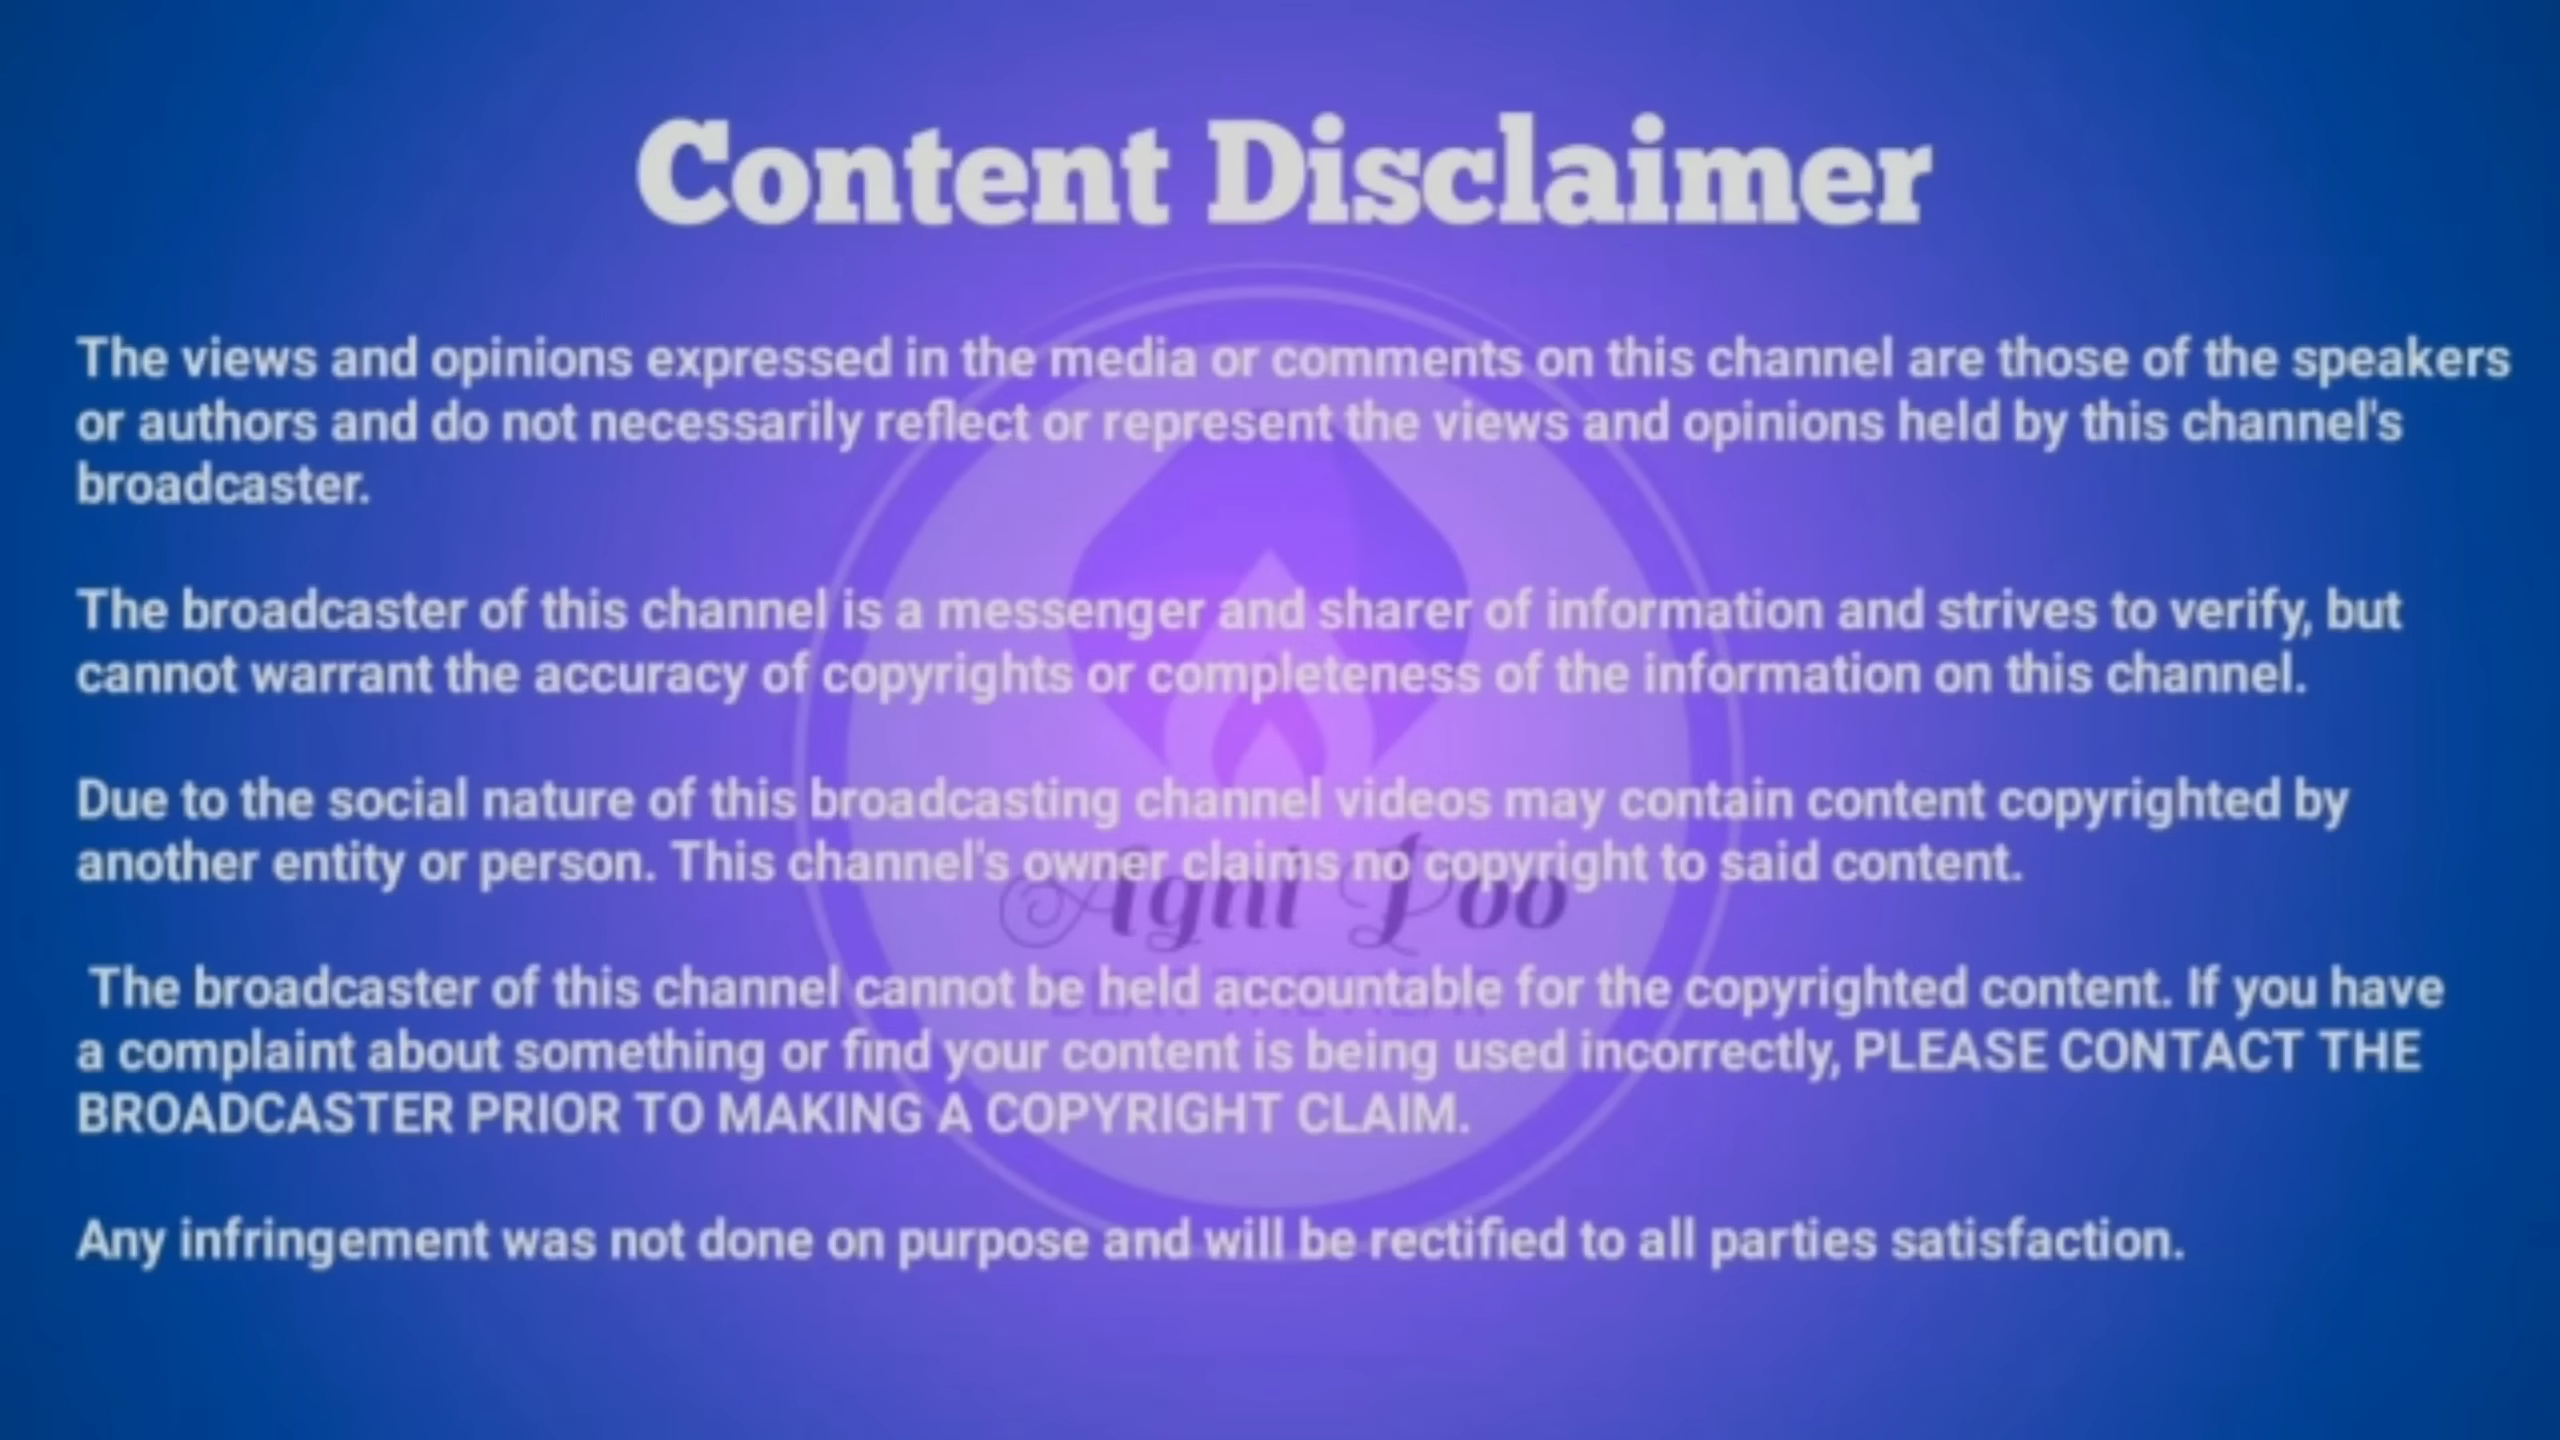 Content Disclaimer
The views and opinions expressed in the media or comments on this channel are those of the speakers
or authors and do not necessarily reflect or represent the views and opinions held by this channel's
broadcaster.
The broadcaster of this channel is a messenger and sharer of information and strives to verify, but
cannot warrant the accuracy of copyrights or completeness of the information on this channel.
Due to the social nature of this broadcasting channel videos may contain content copyrighted by
another entity or person. This channel's owner claims no copyright to said content.
Agni Poo
The broadcaster of this channel cannot be held accountable for the copyrighted content. If you have
a complaint about something or find your content is being used incorrectly, PLEASE CONTACT THE
BROADCASTER PRIOR TO MAKING A COPYRIGHT CLAIM.
Any infringement was not done on purpose and will be rectified to all parties satisfaction.